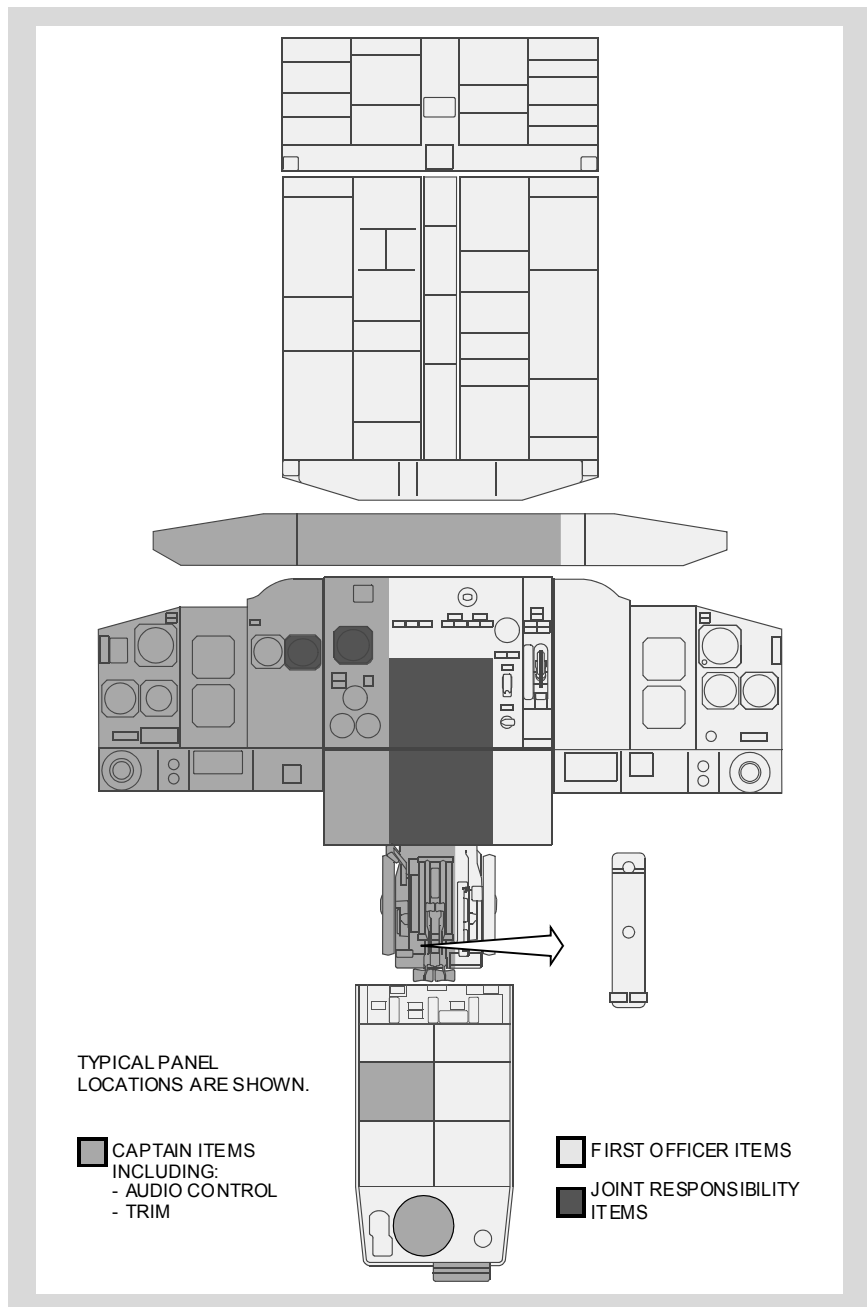 TYPICAL PANEL
LOCATIONS ARE SHOWN.
CAPTAIN ITEMS
INCLUDING:
- AUDIO CONTROL
- TRIM
FIRST OFFICER ITEMS
JOINT RESPONSIBILITY
ITEMS